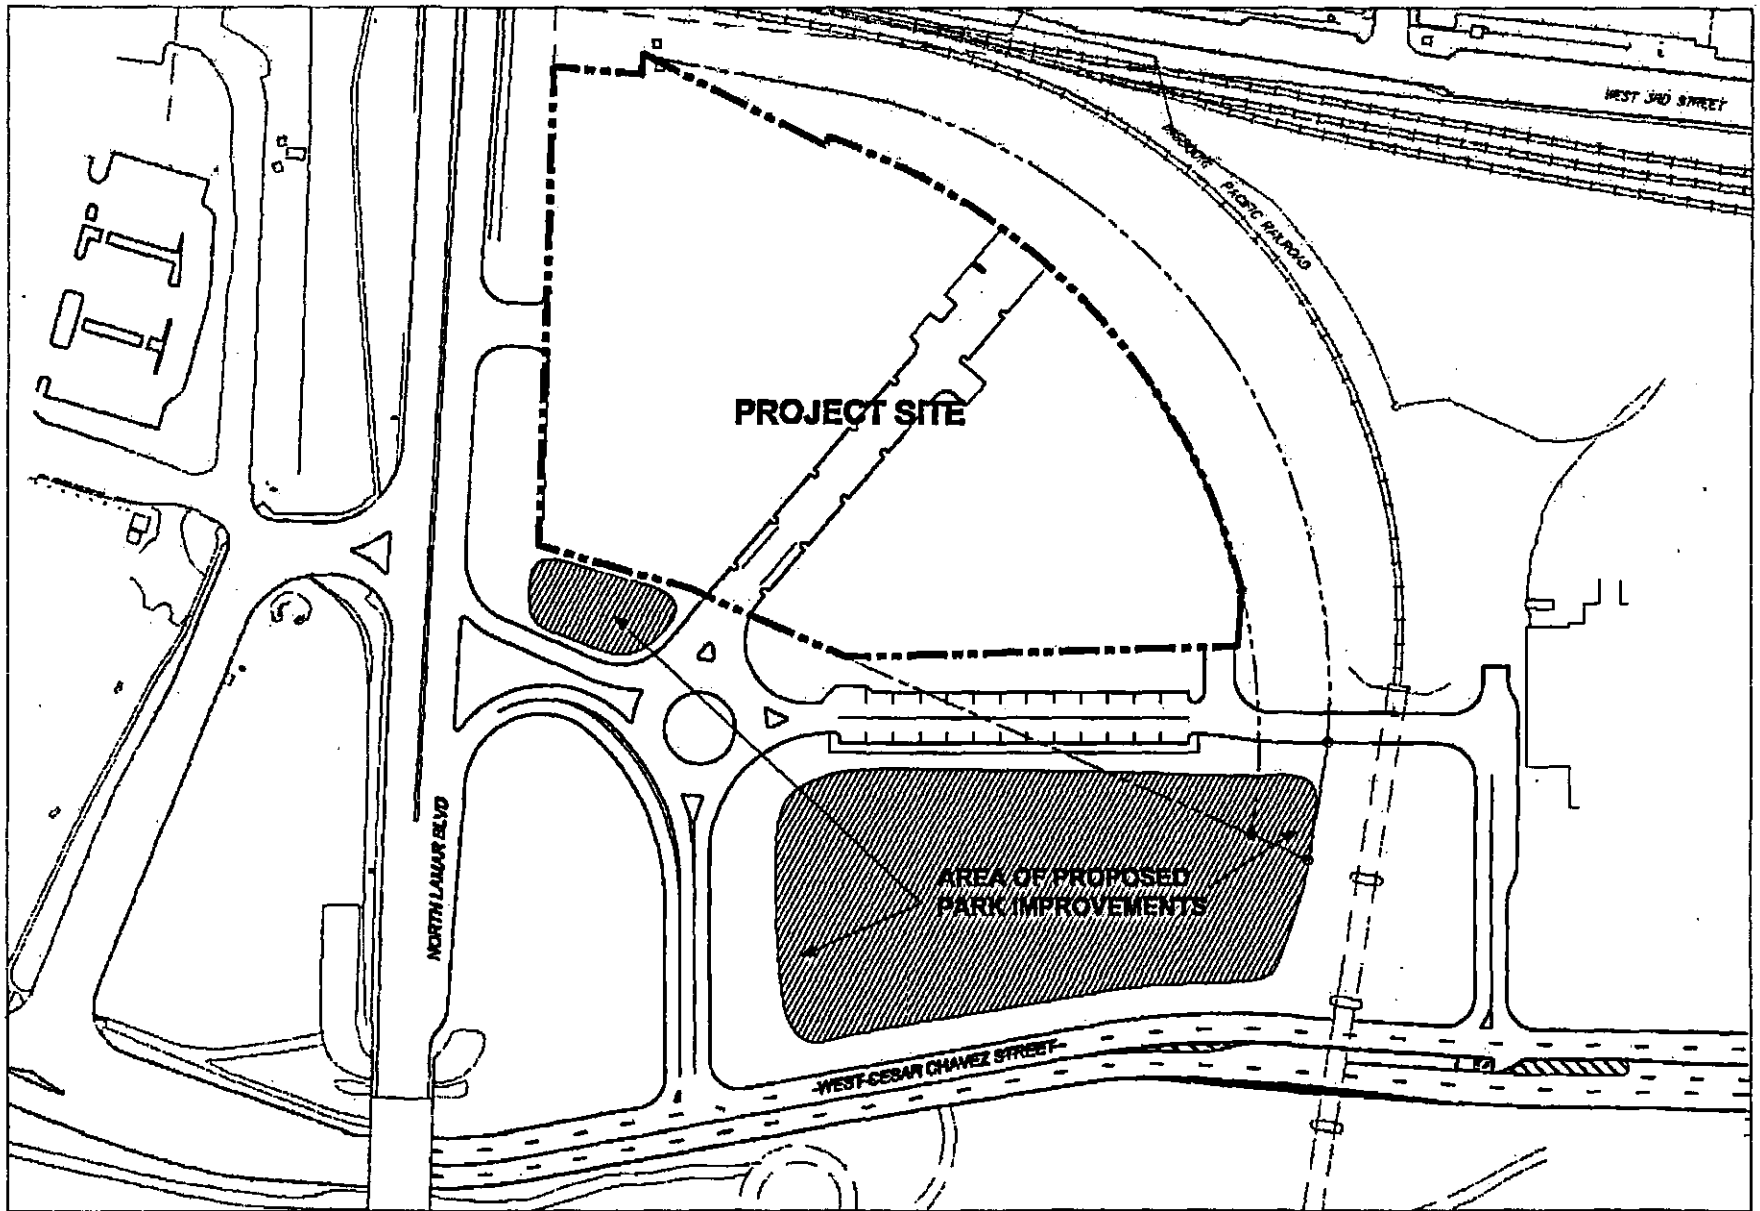 WEST 3RD STREET
MISSOURI PACIFIC RAILROAD
PROJECT SITE
NORTH LAMAR BLVD
AREA OF PROPOSED
PARK IMPROVEMENTS
WEST CESAR CHAVEZ STREET